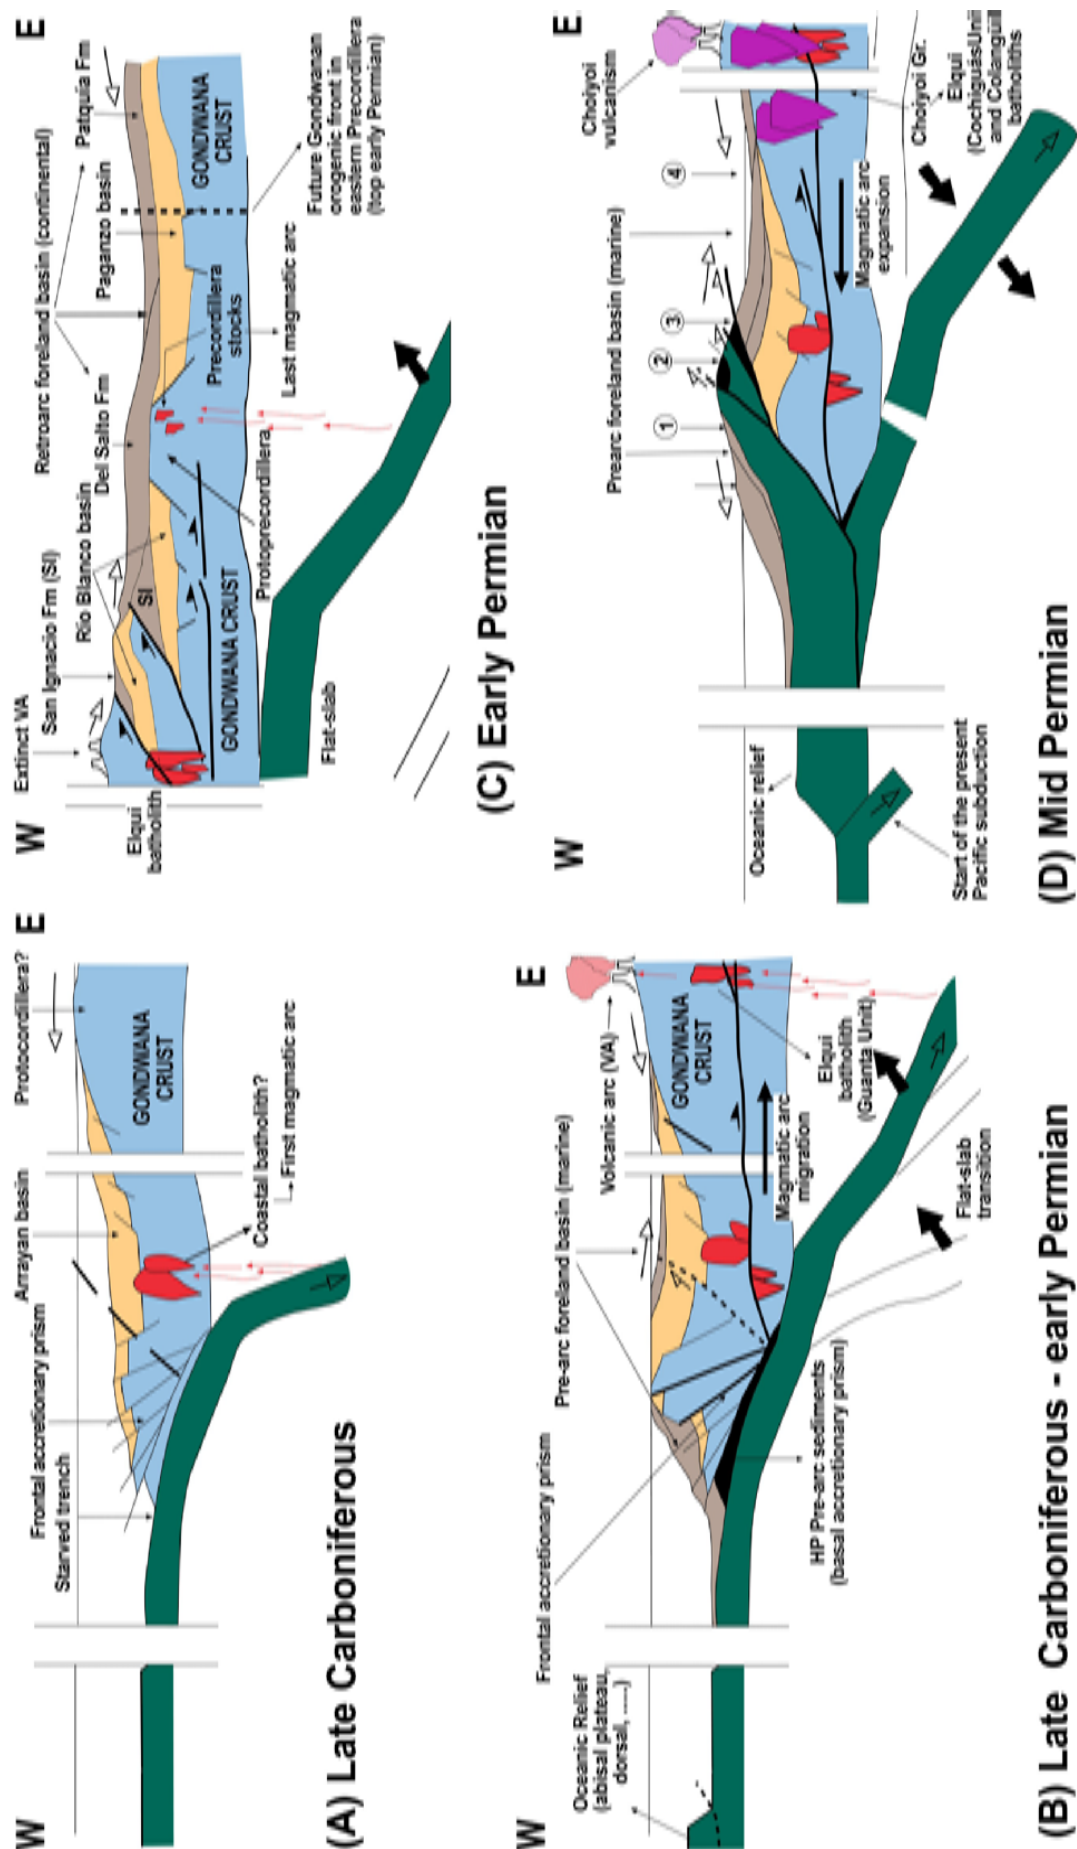 W
E
Protocordillera?
Arrayan basin
Frontal accretionary prism
Starved trench
GONDWANA
CRUST
Coastal batholith?
First magmatic arc
(A) Late Carboniferous
W
E
Oceanic Relief
(abisal plateau,
dorsal, ----)
Frontal accretionary prism
Pre-arc foreland basin (marine)
Volcanic arc (VA)
GONDWANA
CRUST
Magmatic arc
migration
Elqui
batholith
(Guanta Unit)
HP Pre-arc sediments
(basal accretionary prism)
Flat-slab
transition
(B) Late Carboniferous - early Permian
W
E
Extinct VA
San Ignacio Fm (SI)
Rio Blanco basin
Del Salto Fm
Retroarc foreland basin (continental)
Paganzo basin
Patquia Fm
Elqui
batholith
SI
GONDWANA CRUST
GONDWANA
CRUST
Protoprecordillera
Precordillera
stocks
Last magmatic arc
Future Gondwanan
orogenic front in
eastern Precordillera
(top early Permian)
Flat-slab
(C) Early Permian
W
E
Oceanic relief
Start of the present
Pacific subduction
Prearc foreland basin (marine)
1
2
3
4
Choiyoi
vulcanism
Magmatic arc
expansion
Choiyoi Gr.
Elqui
(CochiguásUnit)
and Colangüil
batholiths
(D) Mid Permian